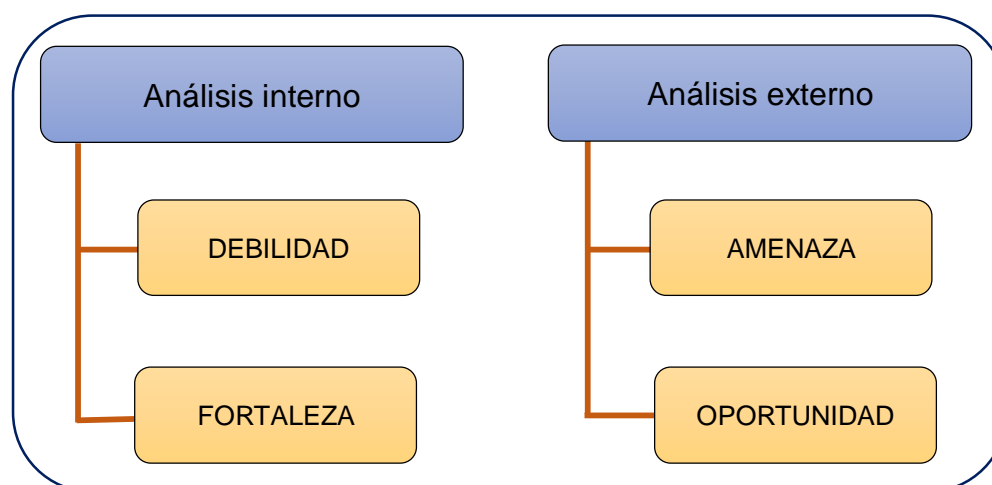 Análisis interno
DEBILIDAD
FORTALEZA
Análisis externo
AMENAZA
OPORTUNIDAD